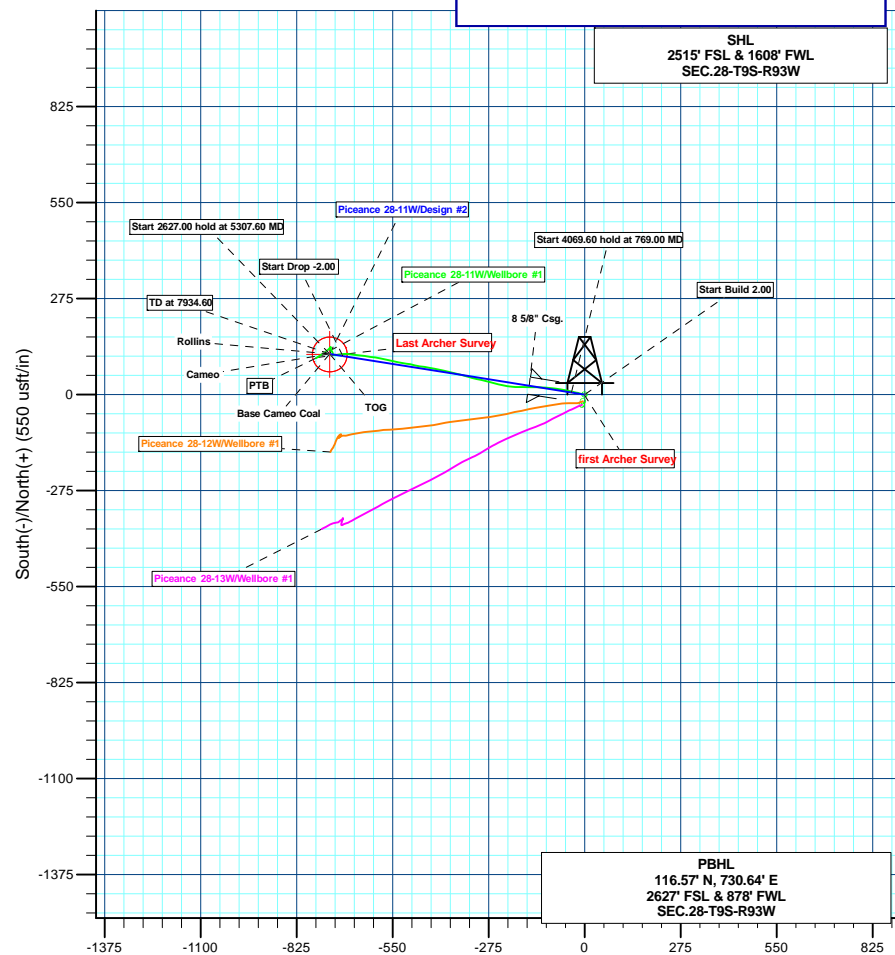 SHL
2515' FSL & 1608' FWL
SEC.28-T9S-R93W
825
550
275
0
-275
-550
-825
-1100
-1375
South(-)/North(+) (550 usft/in)
Piceance 28-11W/Design #2
Start 2627.00 hold at 5307.60 MD
Start 4069.60 hold at 769.00 MD
Start Drop -2.00
Piceance 28-11W/Wellbore #1
Start Build 2.00
TD at 7934.60
8 5/8" Csg.
Rollins
Last Archer Survey
Cameo
PTB
Base Cameo Coal
TOG
Piceance 28-12W/Wellbore #1
first Archer Survey
Piceance 28-13W/Wellbore #1
PBHL
116.57' N, 730.64' E
2627' FSL & 878' FWL
SEC.28-T9S-R93W
-1375 -1100 -825 -550 -275 0 275 550 825